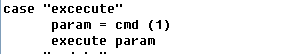 case "excecute"
param = cmd (1)
execute param